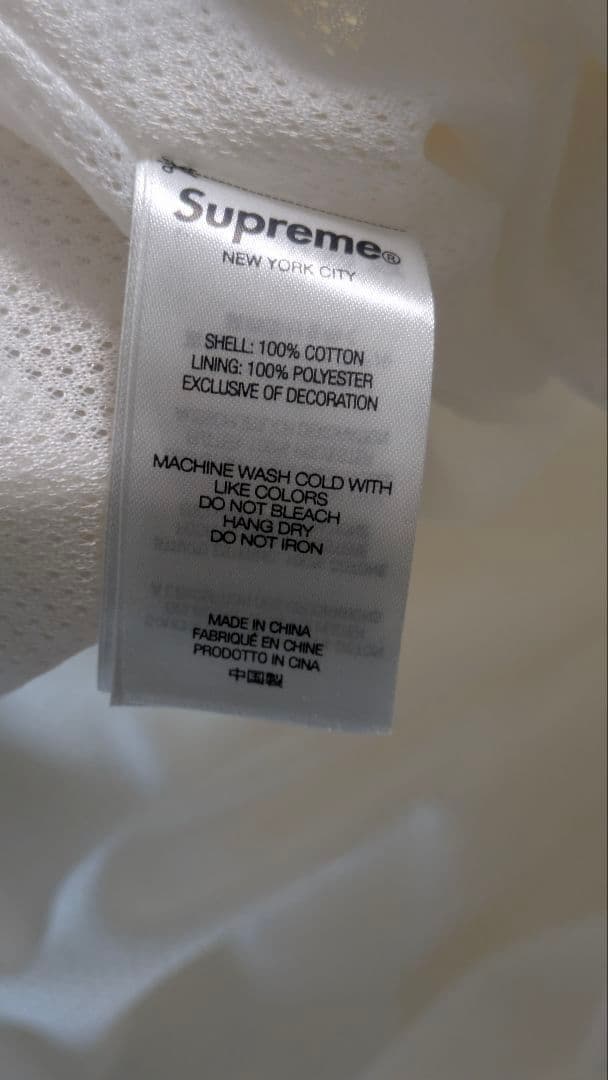 Supreme®
NEW YORK CITY
SHELL: 100% COTTON
LINING: 100% POLYESTER
EXCLUSIVE OF DECORATION
MACHINE WASH COLD WITH
LIKE COLORS
DO NOT BLEACH
HANG DRY
DO NOT IRON
MADE IN CHINA
FABRIQUÉ EN CHINE
PRODOTTO IN CINA
中国製